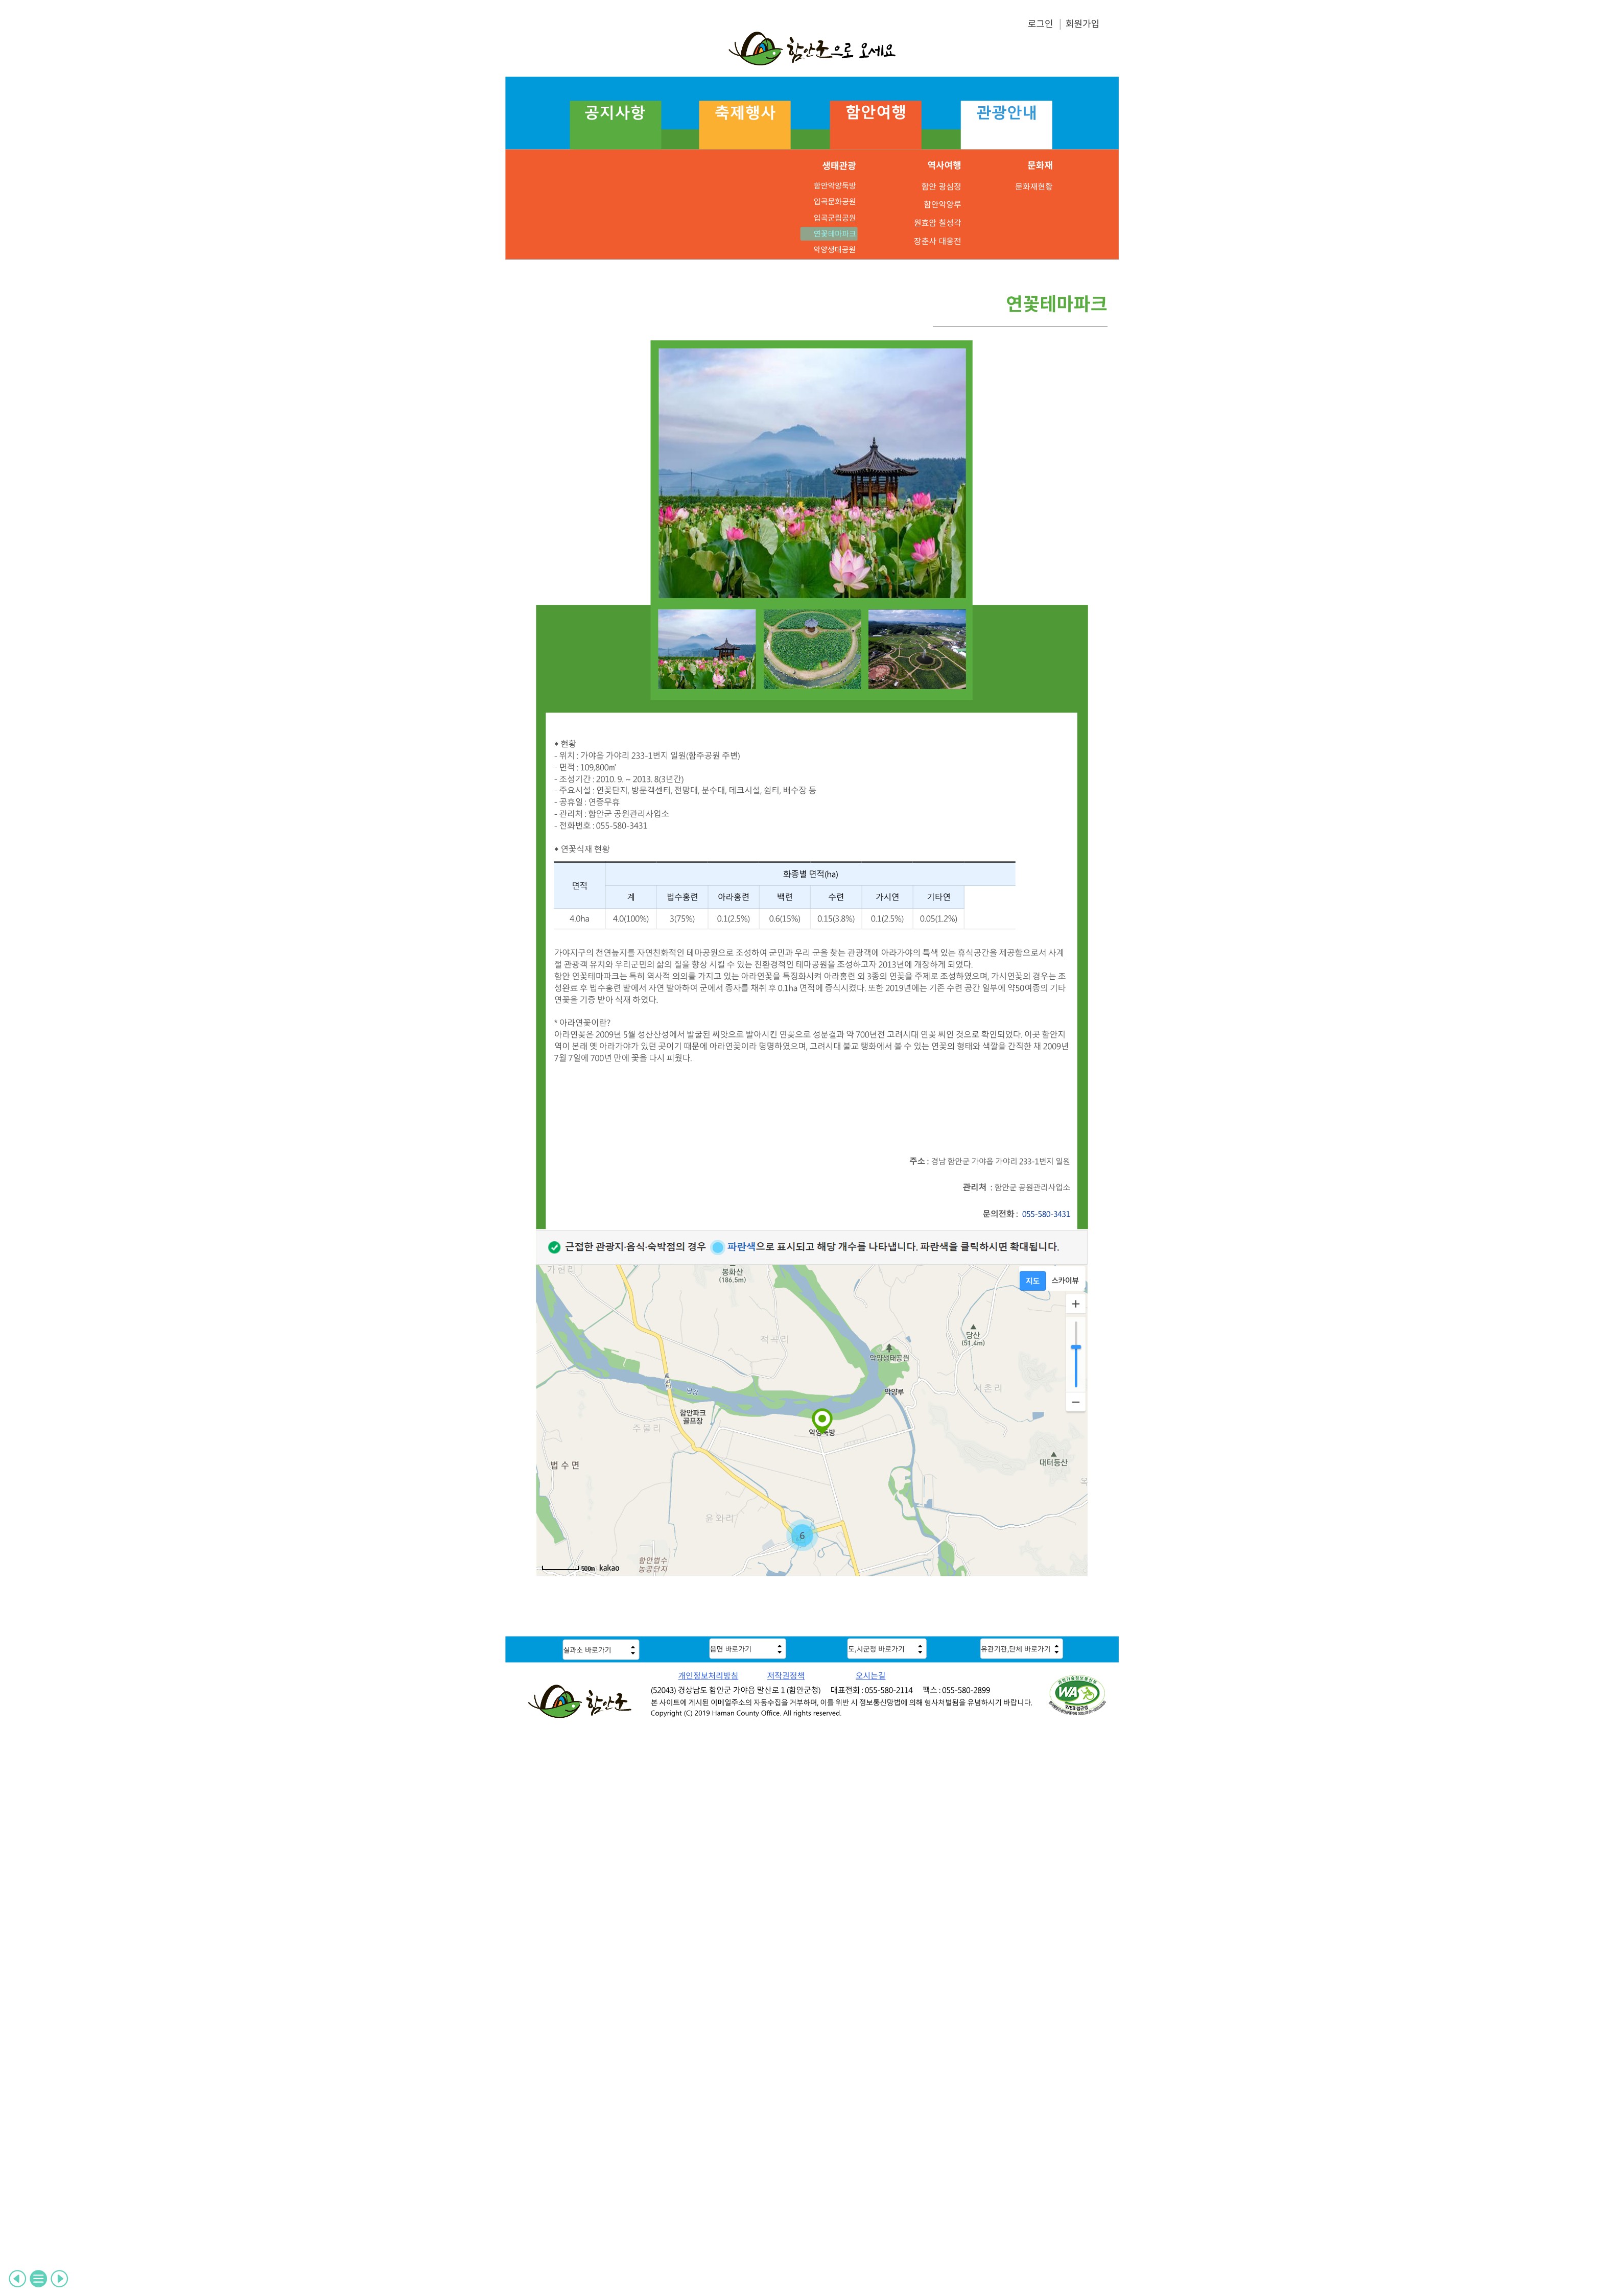 로그인 회원가입
함안군으로 오세요
공지사항 축제행사 함안여행 관광안내
생태관광 역사여행 문화재
함안악양둑방 함안 광심정 문화재현황
입곡문화공원 함안악양루
입곡군립공원 원효암 칠성각
연꽃테마파크 장춘사 대웅전
악양생태공원
연꽃테마파크
• 현황
- 위치 : 가야읍 가야리 233-1번지 일원(함주공원 주변)
- 면적 : 109,800㎡
- 조성기간 : 2010. 9. ~ 2013. 8(3년간)
- 주요시설 : 연꽃단지, 방문객센터, 전망대, 분수대, 데크시설, 쉼터, 배수장 등
- 공휴일 : 연중무휴
- 관리처 : 함안군 공원관리사업소
- 전화번호 : 055-580-3431
• 연꽃식재 현황
면적 화종별 면적(ha)
계 법수홍련 아라홍련 백련 수련 가시연 기타연
4.0ha 4.0(100%) 3(75%) 0.1(2.5%) 0.6(15%) 0.15(3.8%) 0.1(2.5%) 0.05(1.2%)
가야지구의 천연늪지를 자연친화적인 테마공원으로 조성하여 군민과 우리 군을 찾는 관광객에 아라가야의 특색 있는 휴식공간을 제공함으로서 사계
절 관광객 유치와 우리군민의 삶의 질을 향상 시킬 수 있는 친환경적인 테마공원을 조성하고자 2013년에 개장하게 되었다.
함안 연꽃테마파크는 특히 역사적 의의를 가지고 있는 아라연꽃을 특징화시켜 아라홍련 외 3종의 연꽃을 주제로 조성하였으며, 가시연꽃의 경우는 조
성완료 후 법수홍련 밭에서 자연 발아하여 군에서 종자를 채취 후 0.1ha 면적에 증식시켰다. 또한 2019년에는 기존 수련 공간 일부에 약50여종의 기타
연꽃을 기증 받아 식재 하였다.
* 아라연꽃이란?
아라연꽃은 2009년 5월 성산산성에서 발굴된 씨앗으로 발아시킨 연꽃으로 성분결과 약 700년전 고려시대 연꽃 씨인 것으로 확인되었다. 이곳 함안지
역이 본래 옛 아라가야가 있던 곳이기 때문에 아라연꽃이라 명명하였으며, 고려시대 불교 탱화에서 볼 수 있는 연꽃의 형태와 색깔을 간직한 채 2009년
7월 7일에 700년 만에 꽃을 다시 피웠다.
주소 : 경남 함안군 가야읍 가야리 233-1번지 일원
관리처 : 함안군 공원관리사업소
문의전화 : 055-580-3431
근접한 관광지·음식·숙박점의 경우 파란색으로 표시되고 해당 개수를 나타냅니다. 파란색을 클릭하시면 확대됩니다.
가현리
봉화산
(186.5m)
지도 스카이뷰
당산
(51.4m)
적곡리
악양생태공원
서촌리
악양루
함안파크
골프장
주물리
법수면
대터등산
윤외리
6
함안법수
농공단지
500m kakao
실과소 바로가기 읍면 바로가기 도,시군청 바로가기 유관기관,단체 바로가기
개인정보처리방침 저작권정책 오시는길
함안군
(52043) 경상남도 함안군 가야읍 말산로 1 (함안군청) 대표전화 : 055-580-2114 팩스 : 055-580-2899
본 사이트에 게시된 이메일주소의 자동수집을 거부하며, 이를 위반 시 정보통신망법에 의해 형사처벌됨을 유념하시기 바랍니다.
Copyright (C) 2019 Haman County Office. All rights reserved.
WA
WEB 접근성